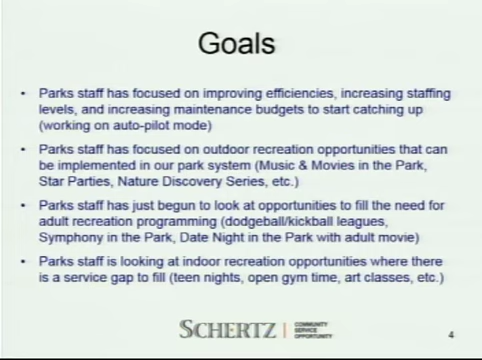 Goals
• Parks staff has focused on improving efficiencies, increasing staffing
levels, and increasing maintenance budgets to start catching up
(working on auto-pilot mode)
• Parks staff has focused on outdoor recreation opportunities that can
be implemented in our park system (Music & Movies in the Park,
Star Parties, Nature Discovery Series, etc.)
• Parks staff has just begun to look at opportunities to fill the need for
adult recreation programming (dodgeball/kickball leagues,
Symphony in the Park, Date Night in the Park with adult movie)
• Parks staff is looking at indoor recreation opportunities where there
is a service gap to fill (teen nights, open gym time, art classes, etc.)
SCHERTZ | COMMUNITY
SERVICE
OPPORTUNITY
4